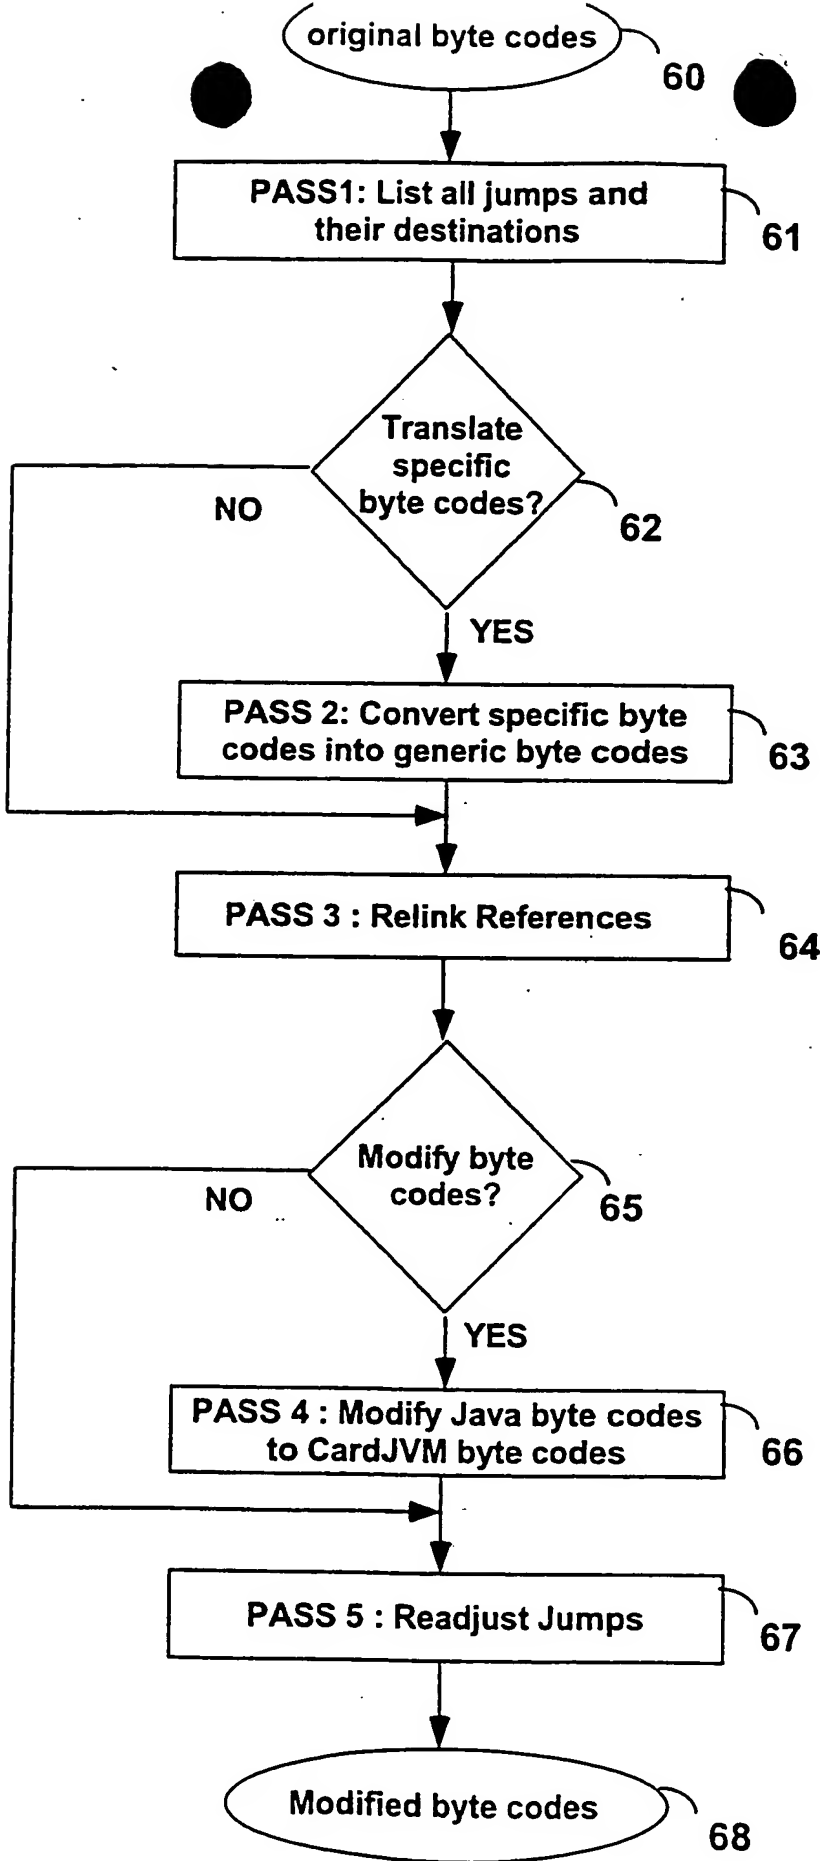 original byte codes
60
PASS1: List all jumps and
their destinations
61
Translate
specific
byte codes?
62
NO
YES
PASS 2: Convert specific byte
codes into generic byte codes
63
PASS 3 : Relink References
64
Modify byte
codes?
65
NO
YES
PASS 4 : Modify Java byte codes
to CardJVM byte codes
66
PASS 5 : Readjust Jumps
67
Modified byte codes
68